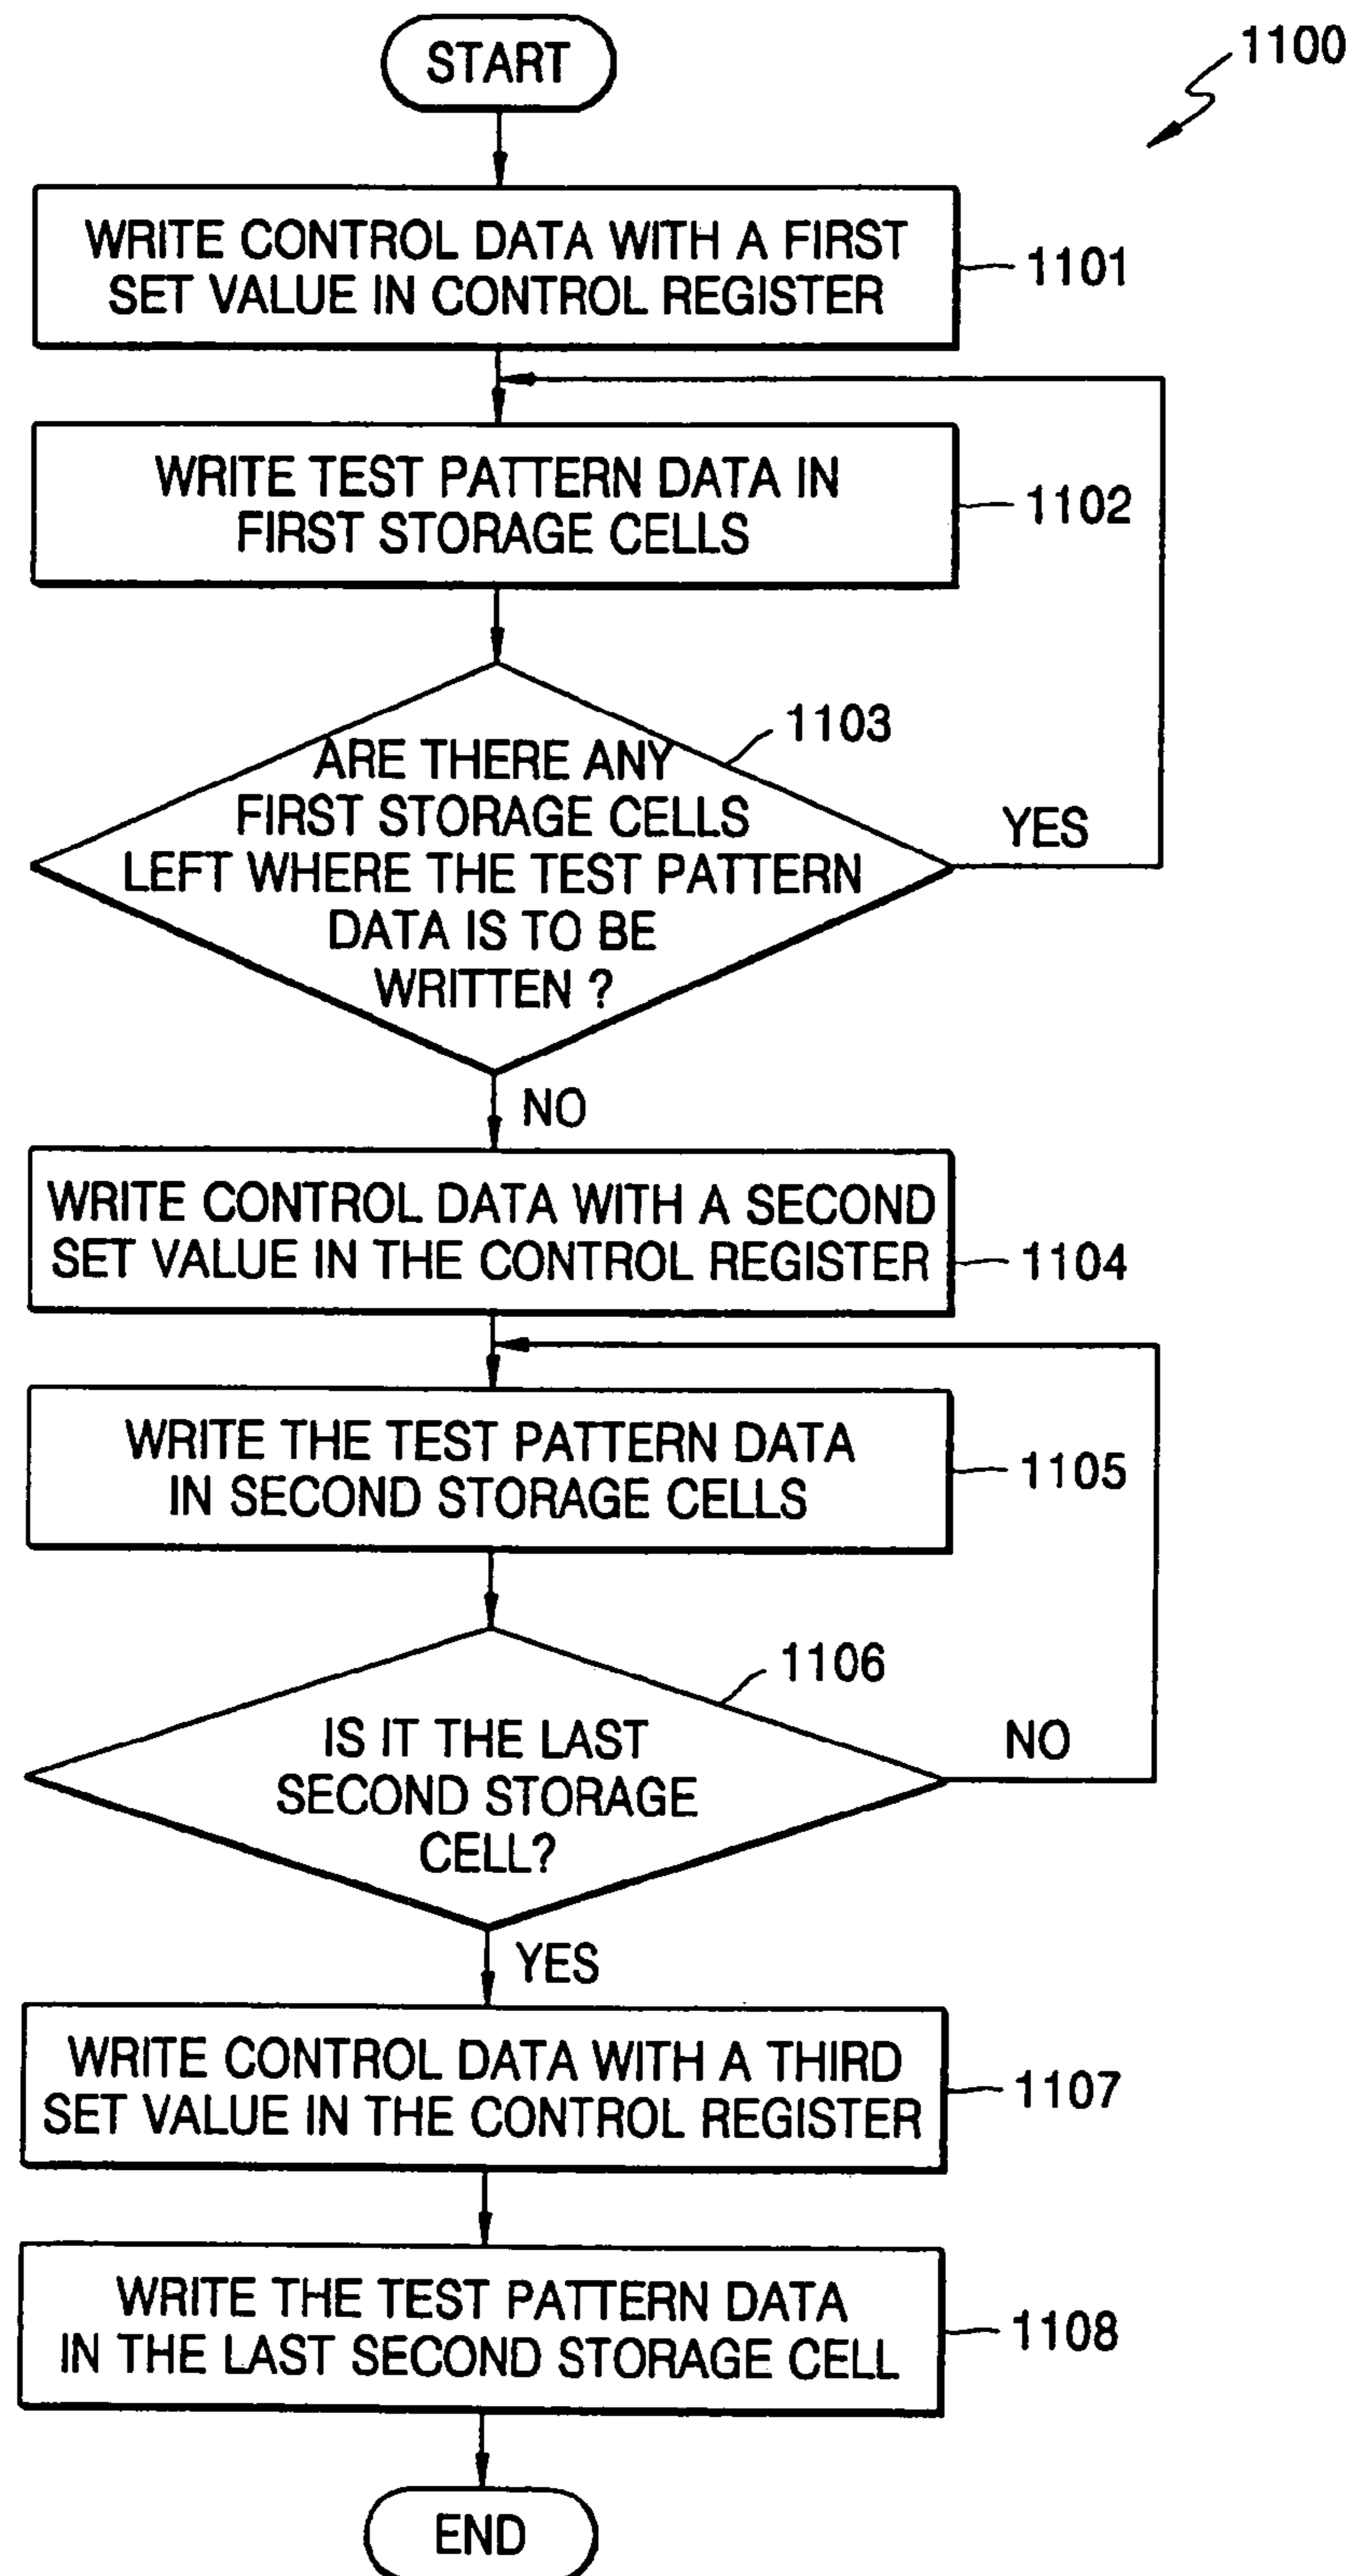 START
1100
WRITE CONTROL DATA WITH A FIRST
SET VALUE IN CONTROL REGISTER
1101
WRITE TEST PATTERN DATA IN
FIRST STORAGE CELLS
1102
1103
ARE THERE ANY
FIRST STORAGE CELLS
LEFT WHERE THE TEST PATTERN
DATA IS TO BE
WRITTEN ?
YES
NO
WRITE CONTROL DATA WITH A SECOND
SET VALUE IN THE CONTROL REGISTER
1104
WRITE THE TEST PATTERN DATA
IN SECOND STORAGE CELLS
1105
1106
IS IT THE LAST
SECOND STORAGE
CELL?
NO
YES
WRITE CONTROL DATA WITH A THIRD
SET VALUE IN THE CONTROL REGISTER
1107
WRITE THE TEST PATTERN DATA
IN THE LAST SECOND STORAGE CELL
1108
END